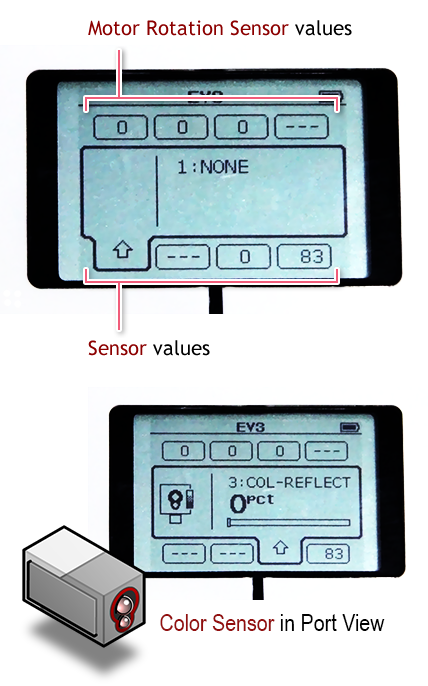 Motor Rotation Sensor values
EV3
0 0 0 ---
1:NONE
--- 0 83
Sensor values
EV3
0 0 0 ---
3:COL-REFLECT
0pct
--- --- 83
Color Sensor in Port View